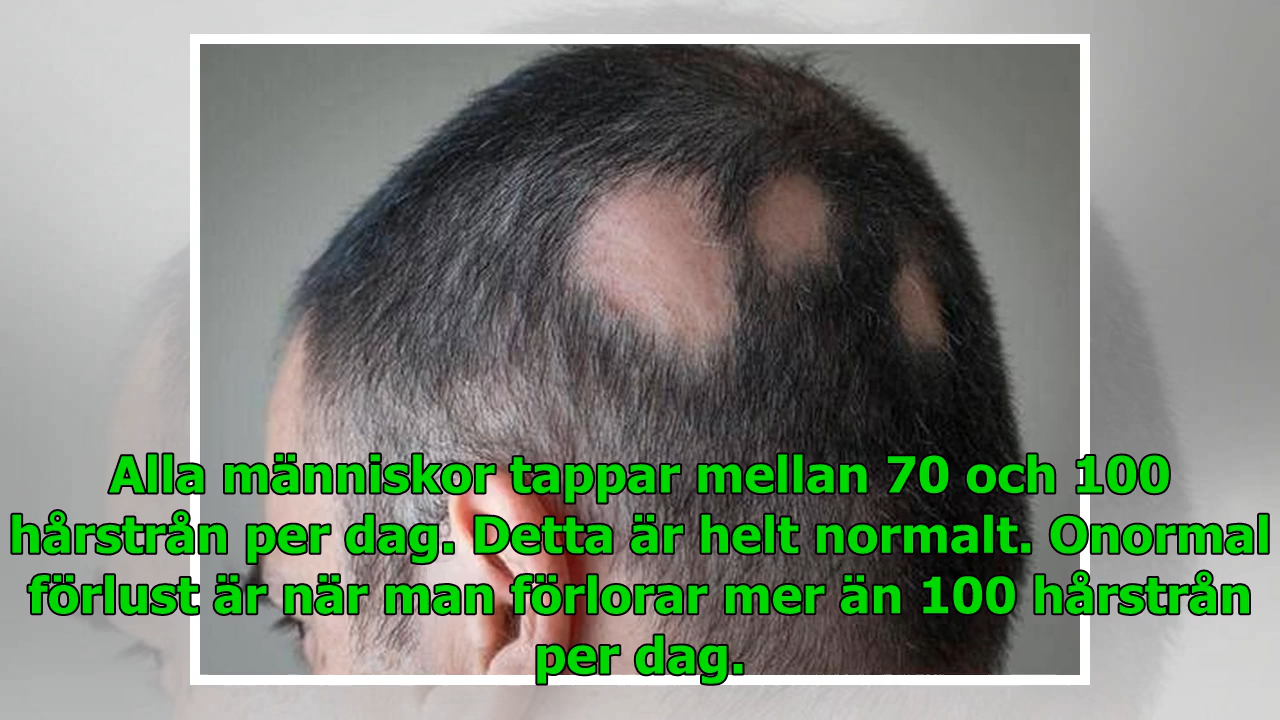 Alla människor tappar mellan 70 och 100
hårstrån per dag. Detta är helt normalt. Onormal
förlust är när man förlorar mer än 100 hårstrån
per dag.